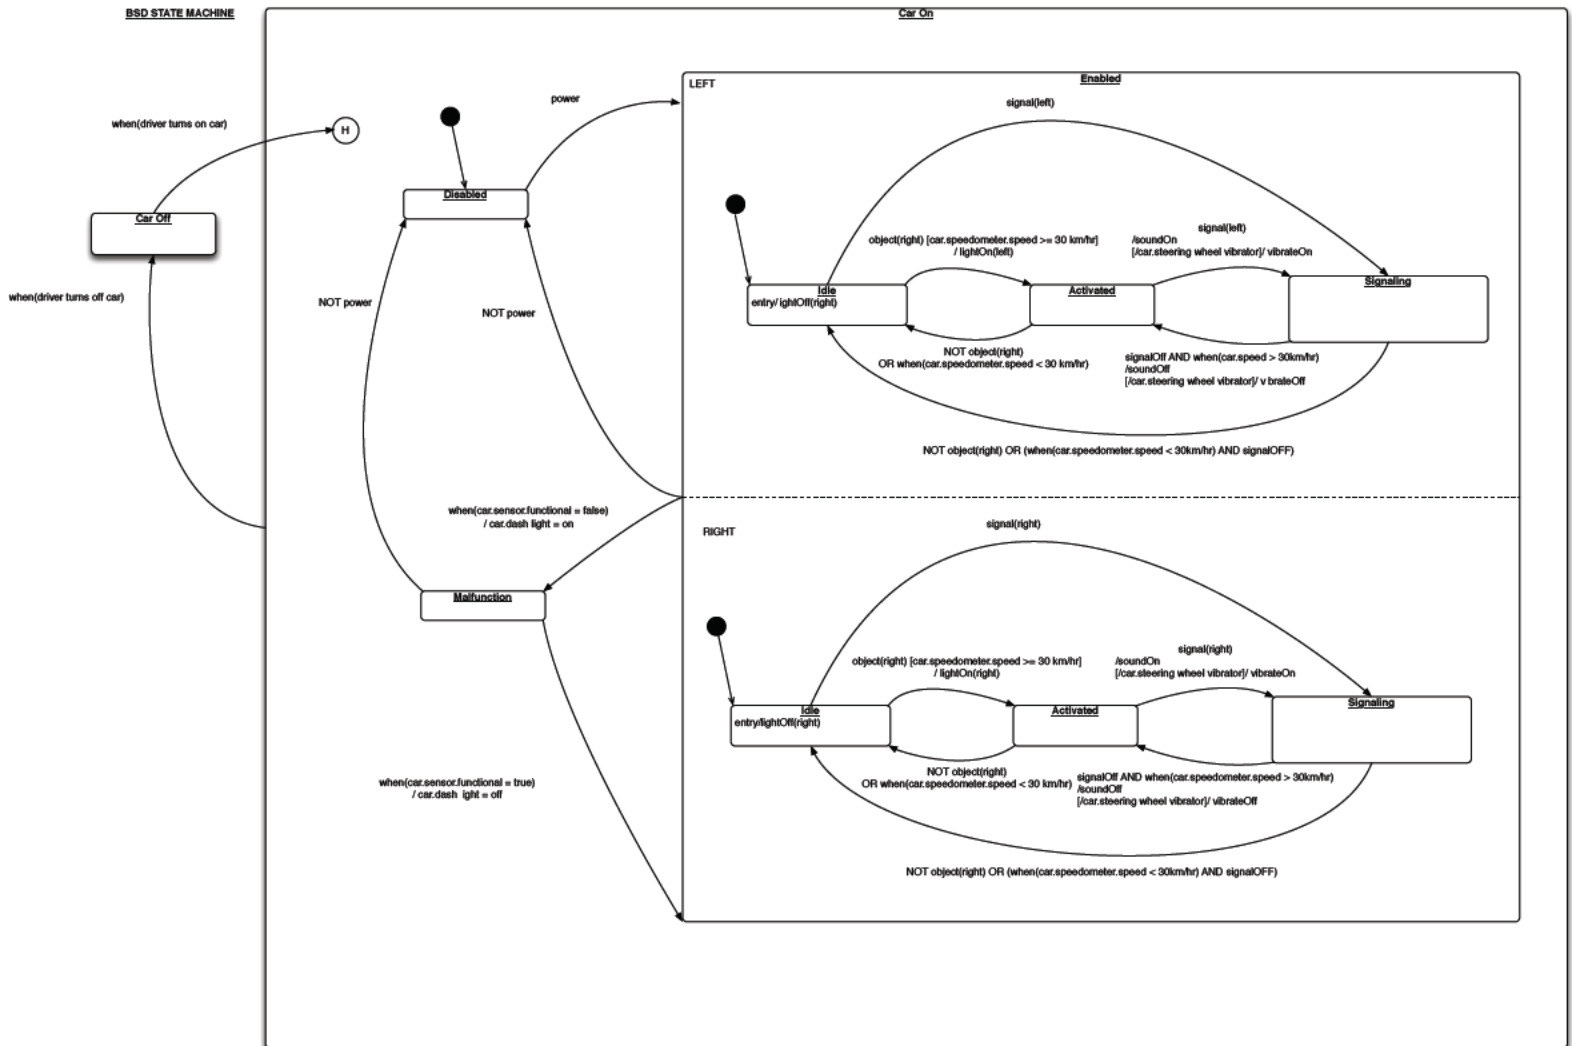 BSD STATE MACHINE
Car On
LEFT
Enabled
signal(left)
power
when(driver turns on car)
H
Disabled
Car Off
signal(left)
object(right) [car.speedometer.speed >= 30 km/hr]
/ lightOn(left)
/soundOn
[/car.steering wheel vibrator]/ vibrateOn
when(driver turns off car)
NOT power
NOT power
Idle
entry/ ightOff(right)
Activated
Signaling
NOT object(right)
OR when(car.speedometer.speed < 30 km/hr)
signalOff AND when(car.speed > 30km/hr)
/soundOff
[/car.steering wheel vibrator]/ v brateOff
NOT object(right) OR (when(car.speedometer.speed < 30km/hr) AND signalOFF)
when(car.sensor.functional = false)
/ car.dash light = on
RIGHT
signal(right)
Malfunction
signal(right)
object(right) [car.speedometer.speed >= 30 km/hr]
/ lightOn(right)
/soundOn
[/car.steering wheel vibrator]/ vibrateOn
Idle
entry/lightOff(right)
Activated
Signaling
NOT object(right)
OR when(car.speedometer.speed < 30 km/hr)
signalOff AND when(car.speedometer.speed > 30km/hr)
/soundOff
[/car.steering wheel vibrator]/ vibrateOff
when(car.sensor.functional = true)
/ car.dash ight = off
NOT object(right) OR (when(car.speedometer.speed < 30km/hr) AND signalOFF)